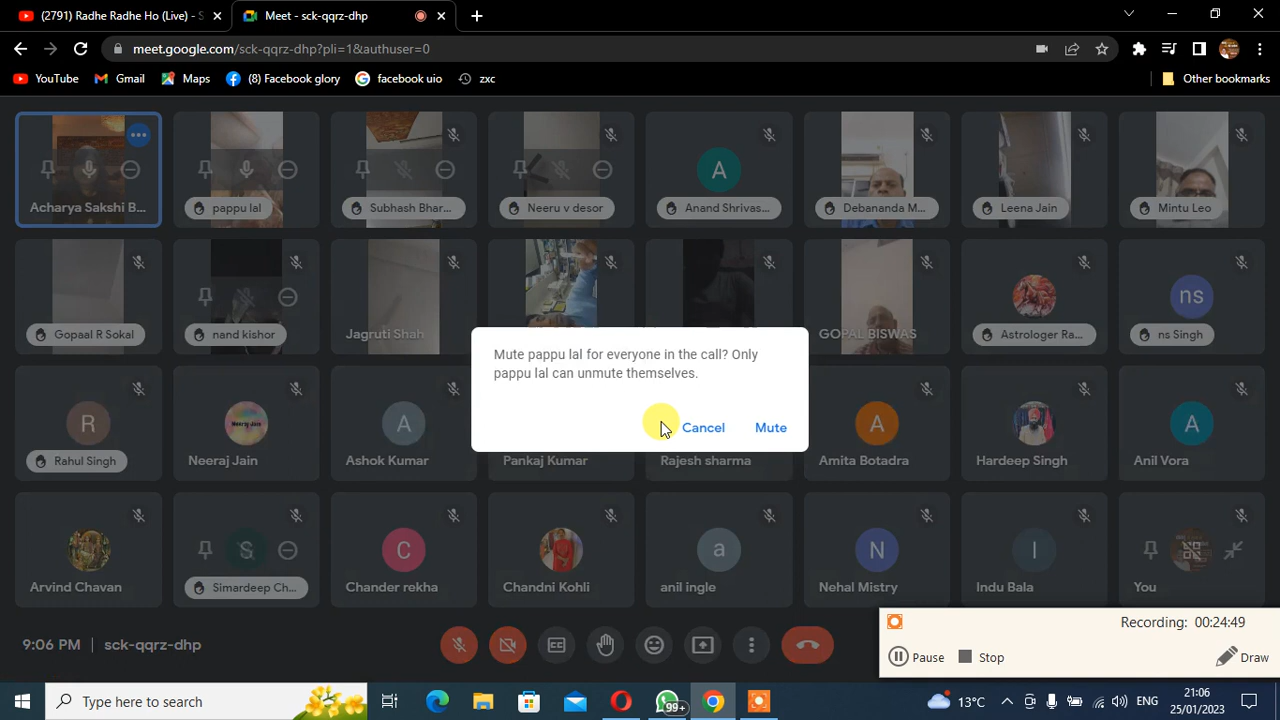 (2791) Radhe Radhe Ho (Live) - S
Meet - sck-qqrz-dhp
meet.google.com/sck-qqrz-dhp?pli=1&authuser=0
YouTube
Gmail
Maps
(8) Facebook glory
facebook uio
zxc
Other bookmarks
Acharya Sakshi B...
pappu lal
Subhash Bhar...
Neeru v desor
A
Anand Shrivas...
Debananda M...
Leena Jain
Mintu Leo
Gopaal R Sokal
nand kishor
Jagruti Shah
GOPAL BISWAS
Astrologer Ra...
ns
ns Singh
Mute pappu lal for everyone in the call? Only
pappu lal can unmute themselves.
Cancel
Mute
R
Rahul Singh
Neeraj Jain
Neeraj Jain
A
Ashok Kumar
Pankaj Kumar
Rajesh sharma
A
Amita Botadra
Hardeep Singh
A
Anil Vora
Arvind Chavan
S
Simardeep Ch...
C
Chander rekha
Chandni Kohli
a
anil ingle
N
Nehal Mistry
I
Indu Bala
You
9:06 PM | sck-qqrz-dhp
Recording: 00:24:49
Pause
Stop
Draw
Type here to search
99+
13°C
ENG
21:06
25/01/2023